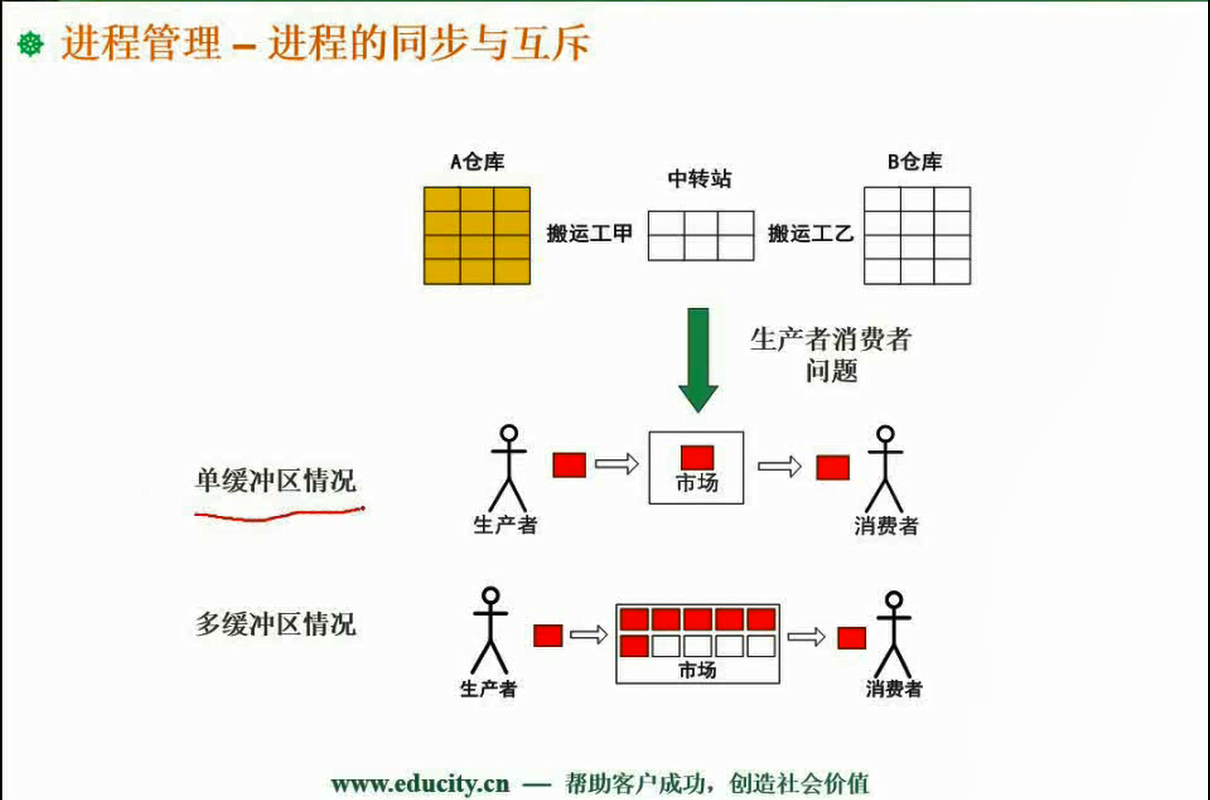 进程管理 – 进程的同步与互斥
A仓库
中转站
B仓库
搬运工甲
搬运工乙
生产者消费者
问题
单缓冲区情况
市场
生产者
消费者
多缓冲区情况
市场
生产者
消费者
www.educity.cn — 帮助客户成功，创造社会价值